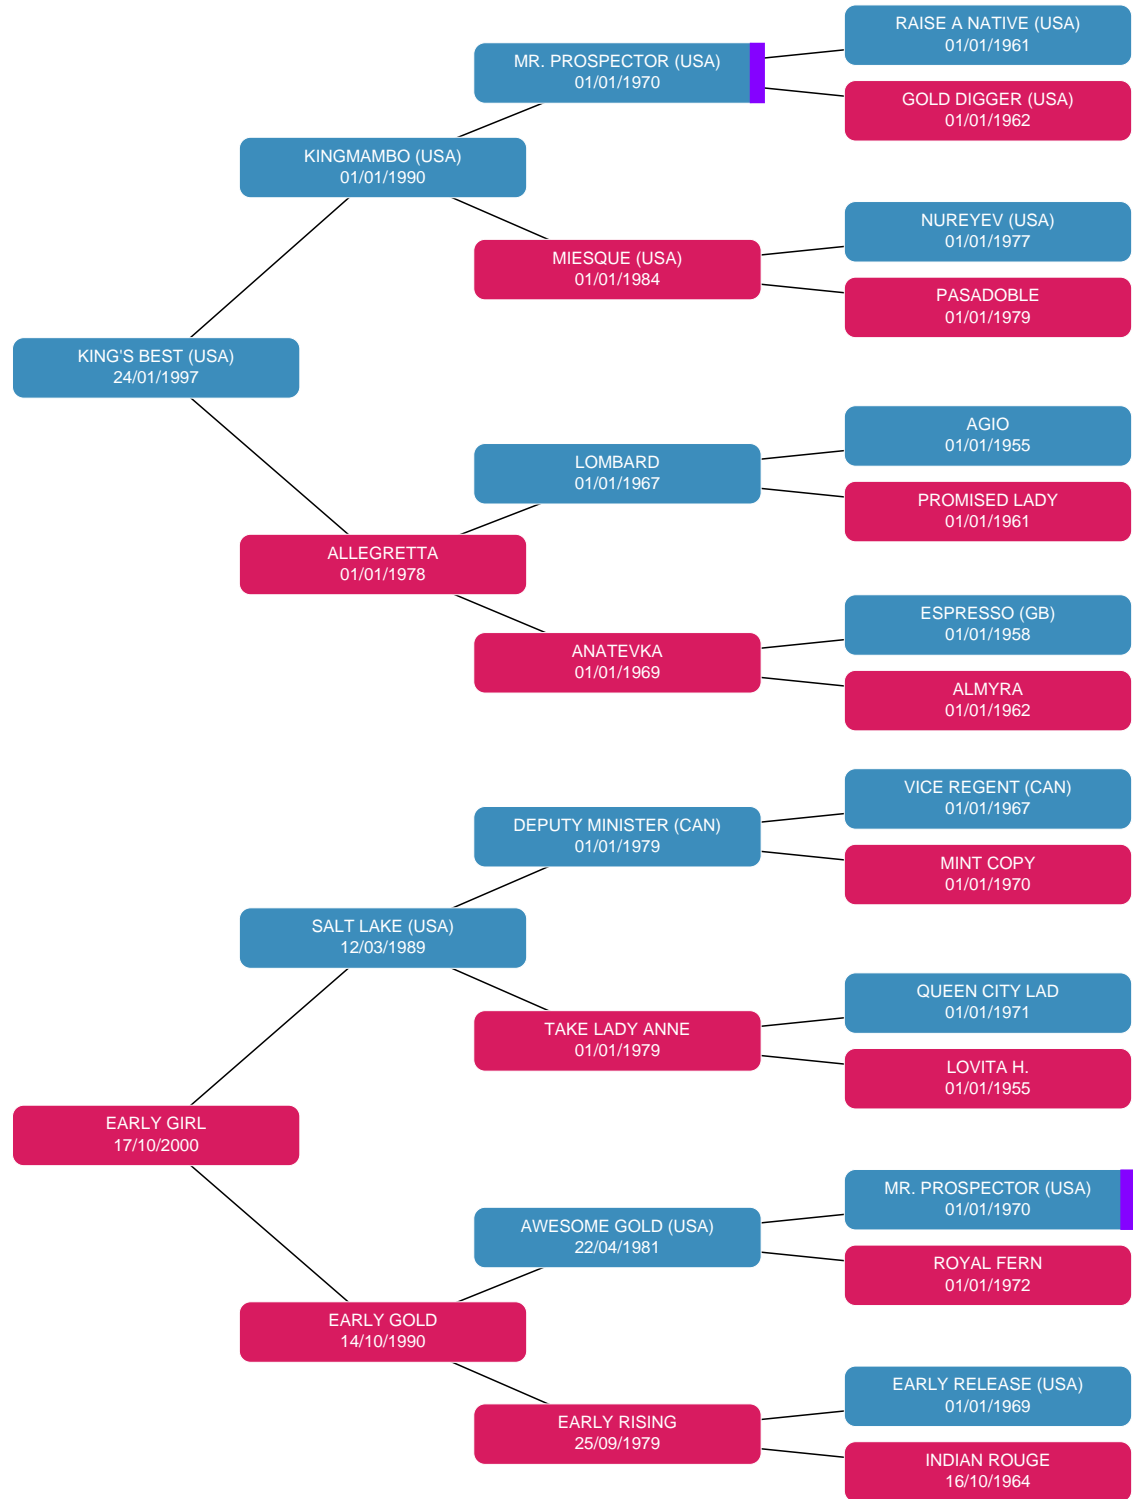 RAISE A NATIVE (USA)
01/01/1961
MR. PROSPECTOR (USA)
01/01/1970
GOLD DIGGER (USA)
01/01/1962
KINGMAMBO (USA)
01/01/1990
NUREYEV (USA)
01/01/1977
MIESQUE (USA)
01/01/1984
PASADOBLE
01/01/1979
KING'S BEST (USA)
24/01/1997
AGIO
01/01/1955
LOMBARD
01/01/1967
PROMISED LADY
01/01/1961
ALLEGRETTA
01/01/1978
ESPRESSO (GB)
01/01/1958
ANATEVKA
01/01/1969
ALMYRA
01/01/1962
VICE REGENT (CAN)
01/01/1967
DEPUTY MINISTER (CAN)
01/01/1979
MINT COPY
01/01/1970
SALT LAKE (USA)
12/03/1989
QUEEN CITY LAD
01/01/1971
TAKE LADY ANNE
01/01/1979
LOVITA H.
01/01/1955
EARLY GIRL
17/10/2000
MR. PROSPECTOR (USA)
01/01/1970
AWESOME GOLD (USA)
22/04/1981
ROYAL FERN
01/01/1972
EARLY GOLD
14/10/1990
EARLY RELEASE (USA)
01/01/1969
EARLY RISING
25/09/1979
INDIAN ROUGE
16/10/1964